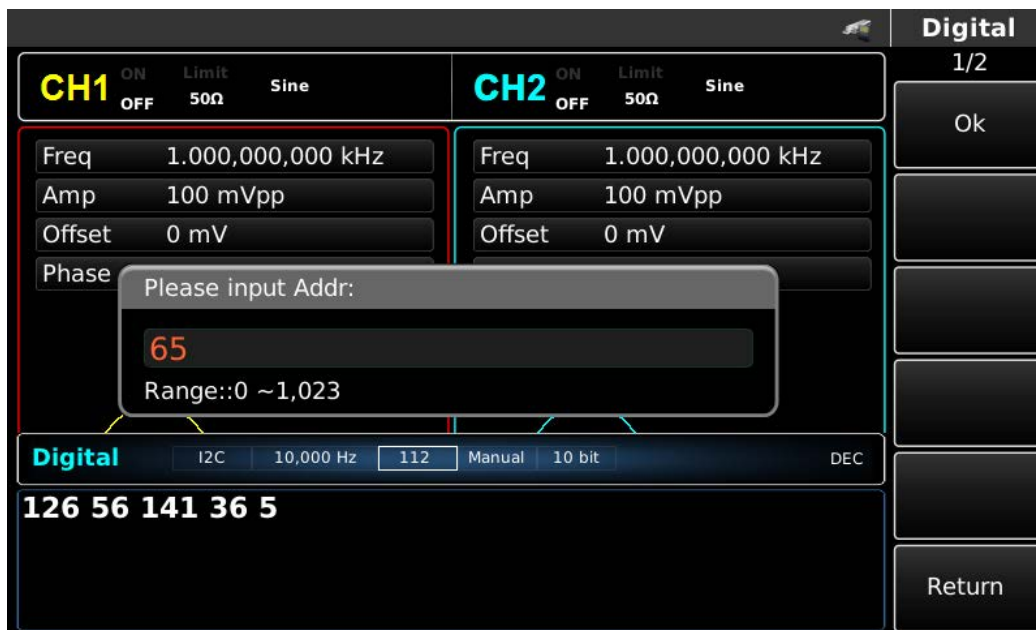 Digital
1/2
CH1 ON OFF Limit 50Ω Sine
CH2 ON OFF Limit 50Ω Sine
Ok
Freq 1.000,000,000 kHz
Amp 100 mVpp
Offset 0 mV
Phase
Freq 1.000,000,000 kHz
Amp 100 mVpp
Offset 0 mV
Please input Addr:
65
Range::0 ~1,023
Digital I2C 10,000 Hz 112 Manual 10 bit DEC
126 56 141 36 5
Return